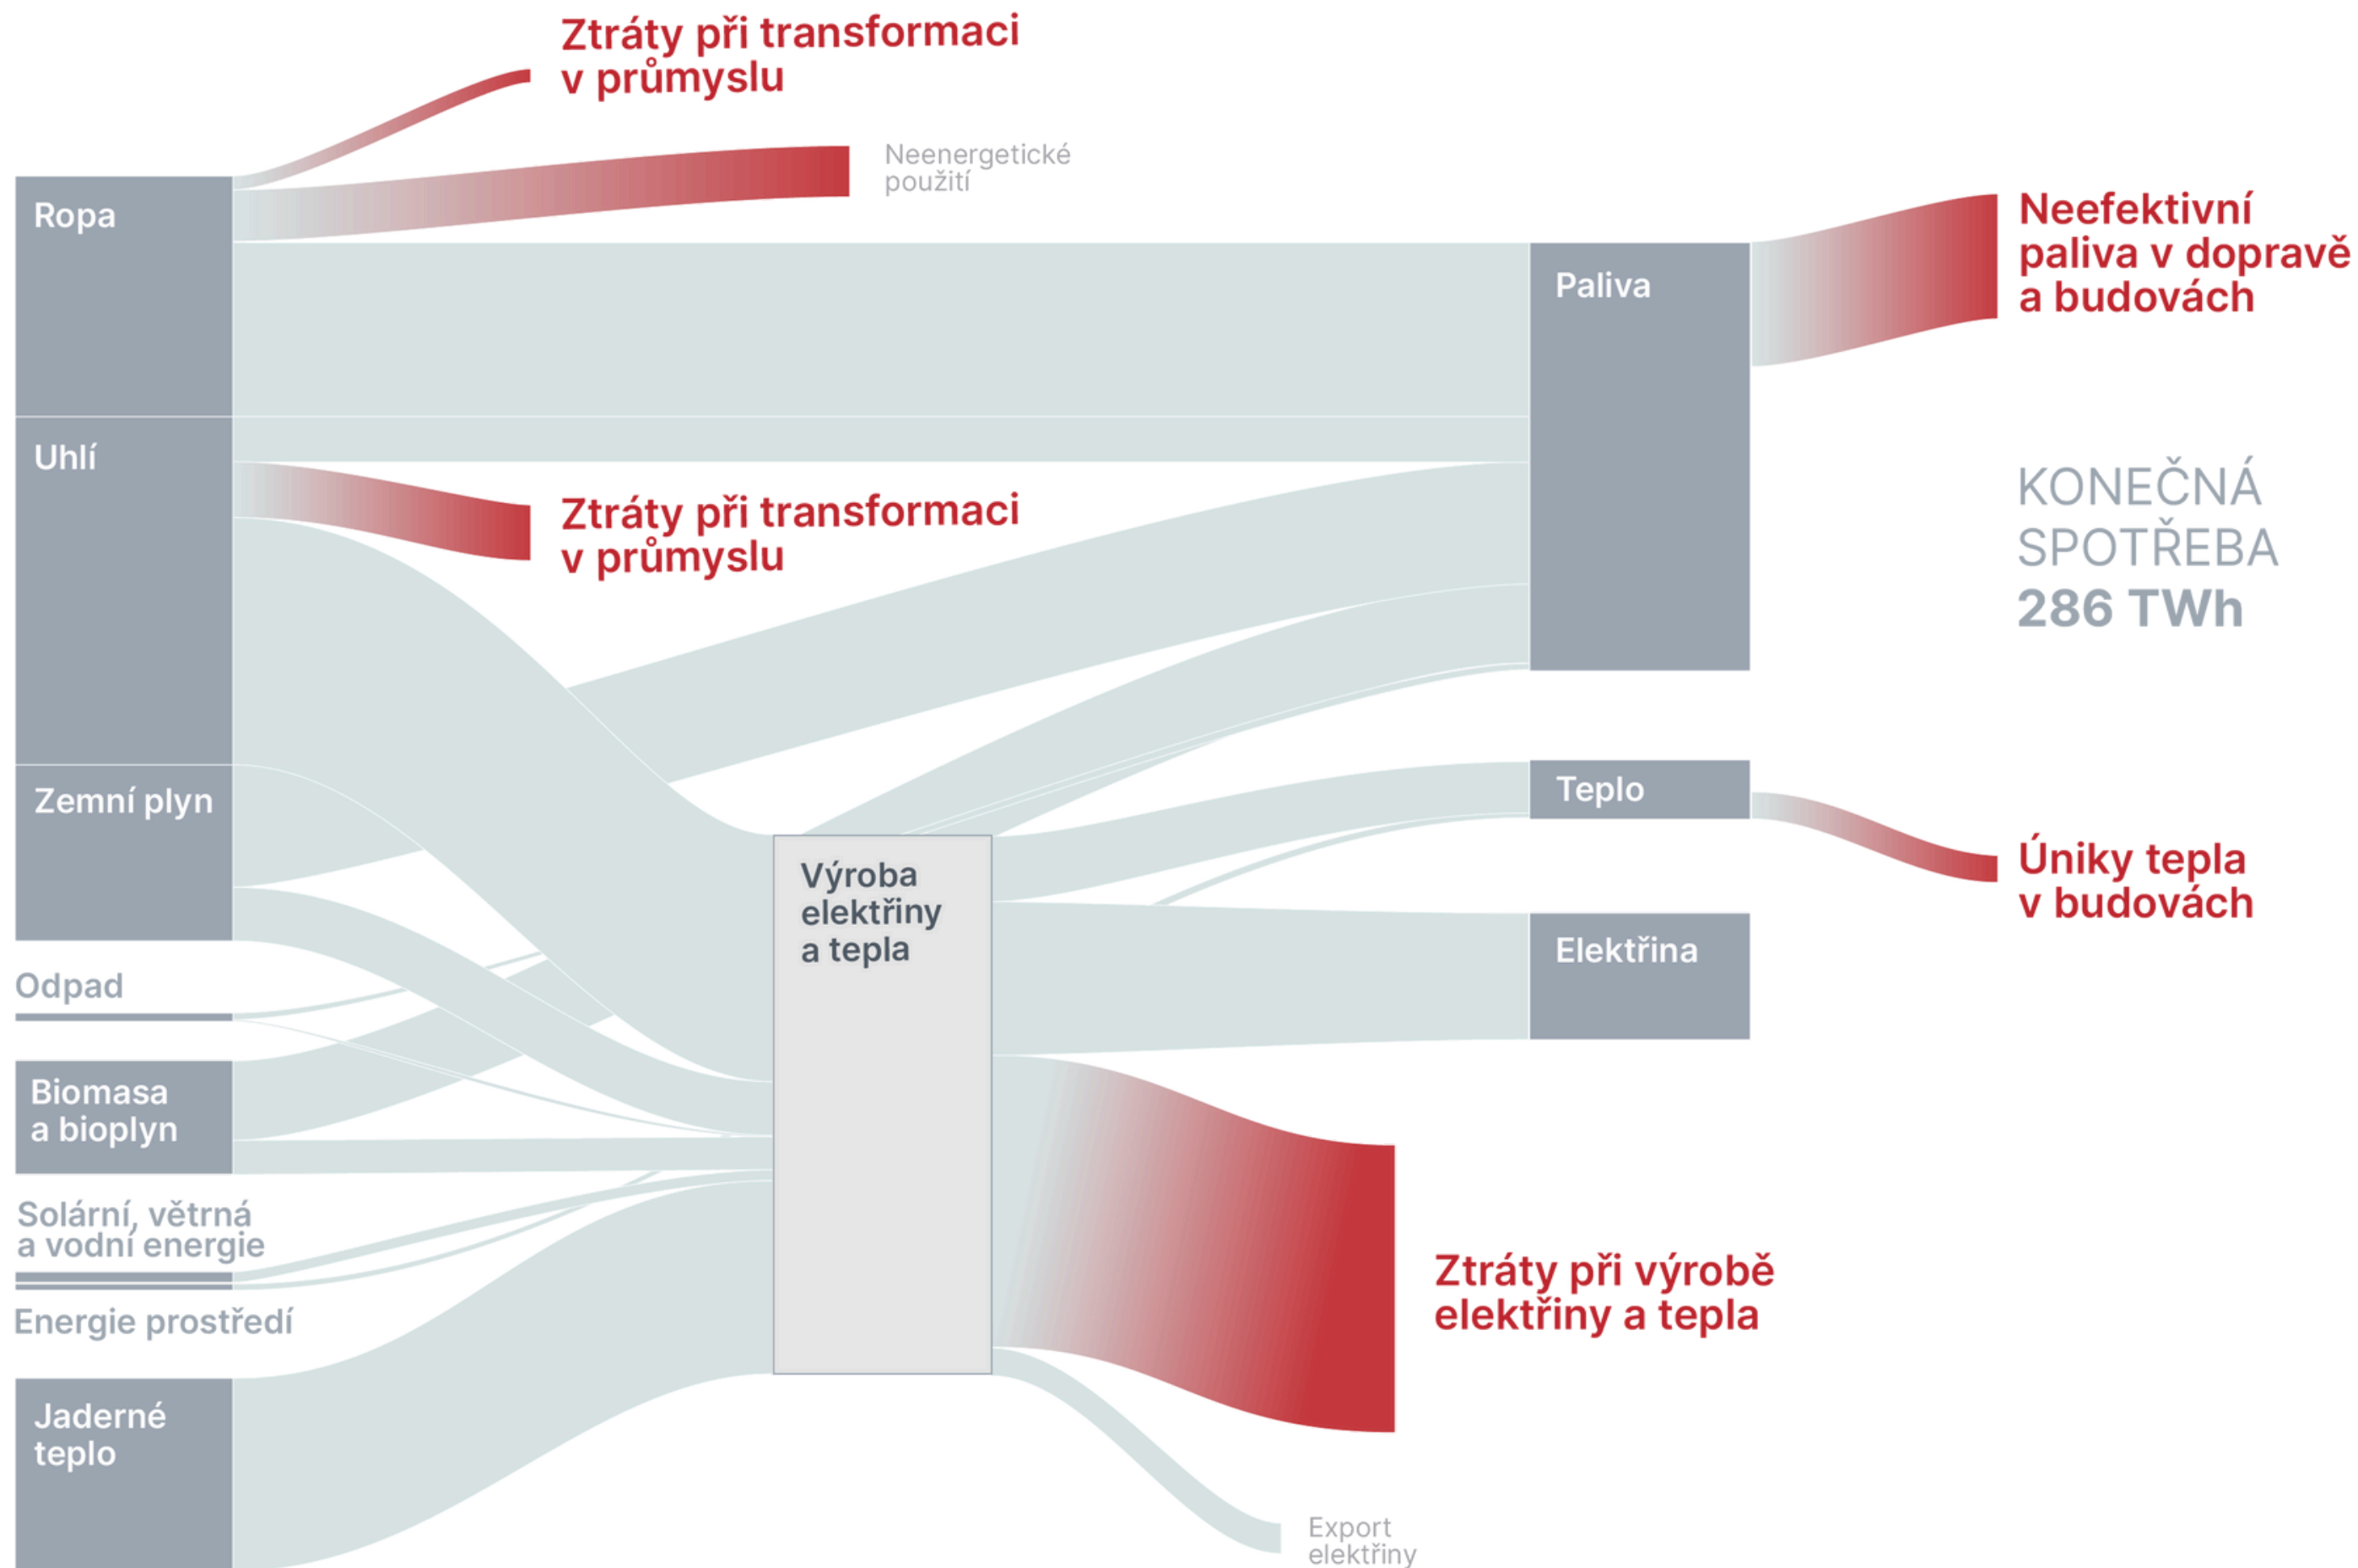 Ztráty při transformaci
v průmyslu
Neenergetické
použití
Ropa
Neefektivní
paliva v dopravě
a budovách
Paliva
Uhlí
KONEČNÁ
SPOTŘEBA
286 TWh
Ztráty při transformaci
v průmyslu
Zemní plyn
Teplo
Výroba
elektřiny
a tepla
Úniky tepla
v budovách
Elektřina
Odpad
Biomasa
a bioplyn
Solární, větrná
a vodní energie
Energie prostředí
Ztráty při výrobě
elektřiny a tepla
Jaderné
teplo
Export
elektřiny